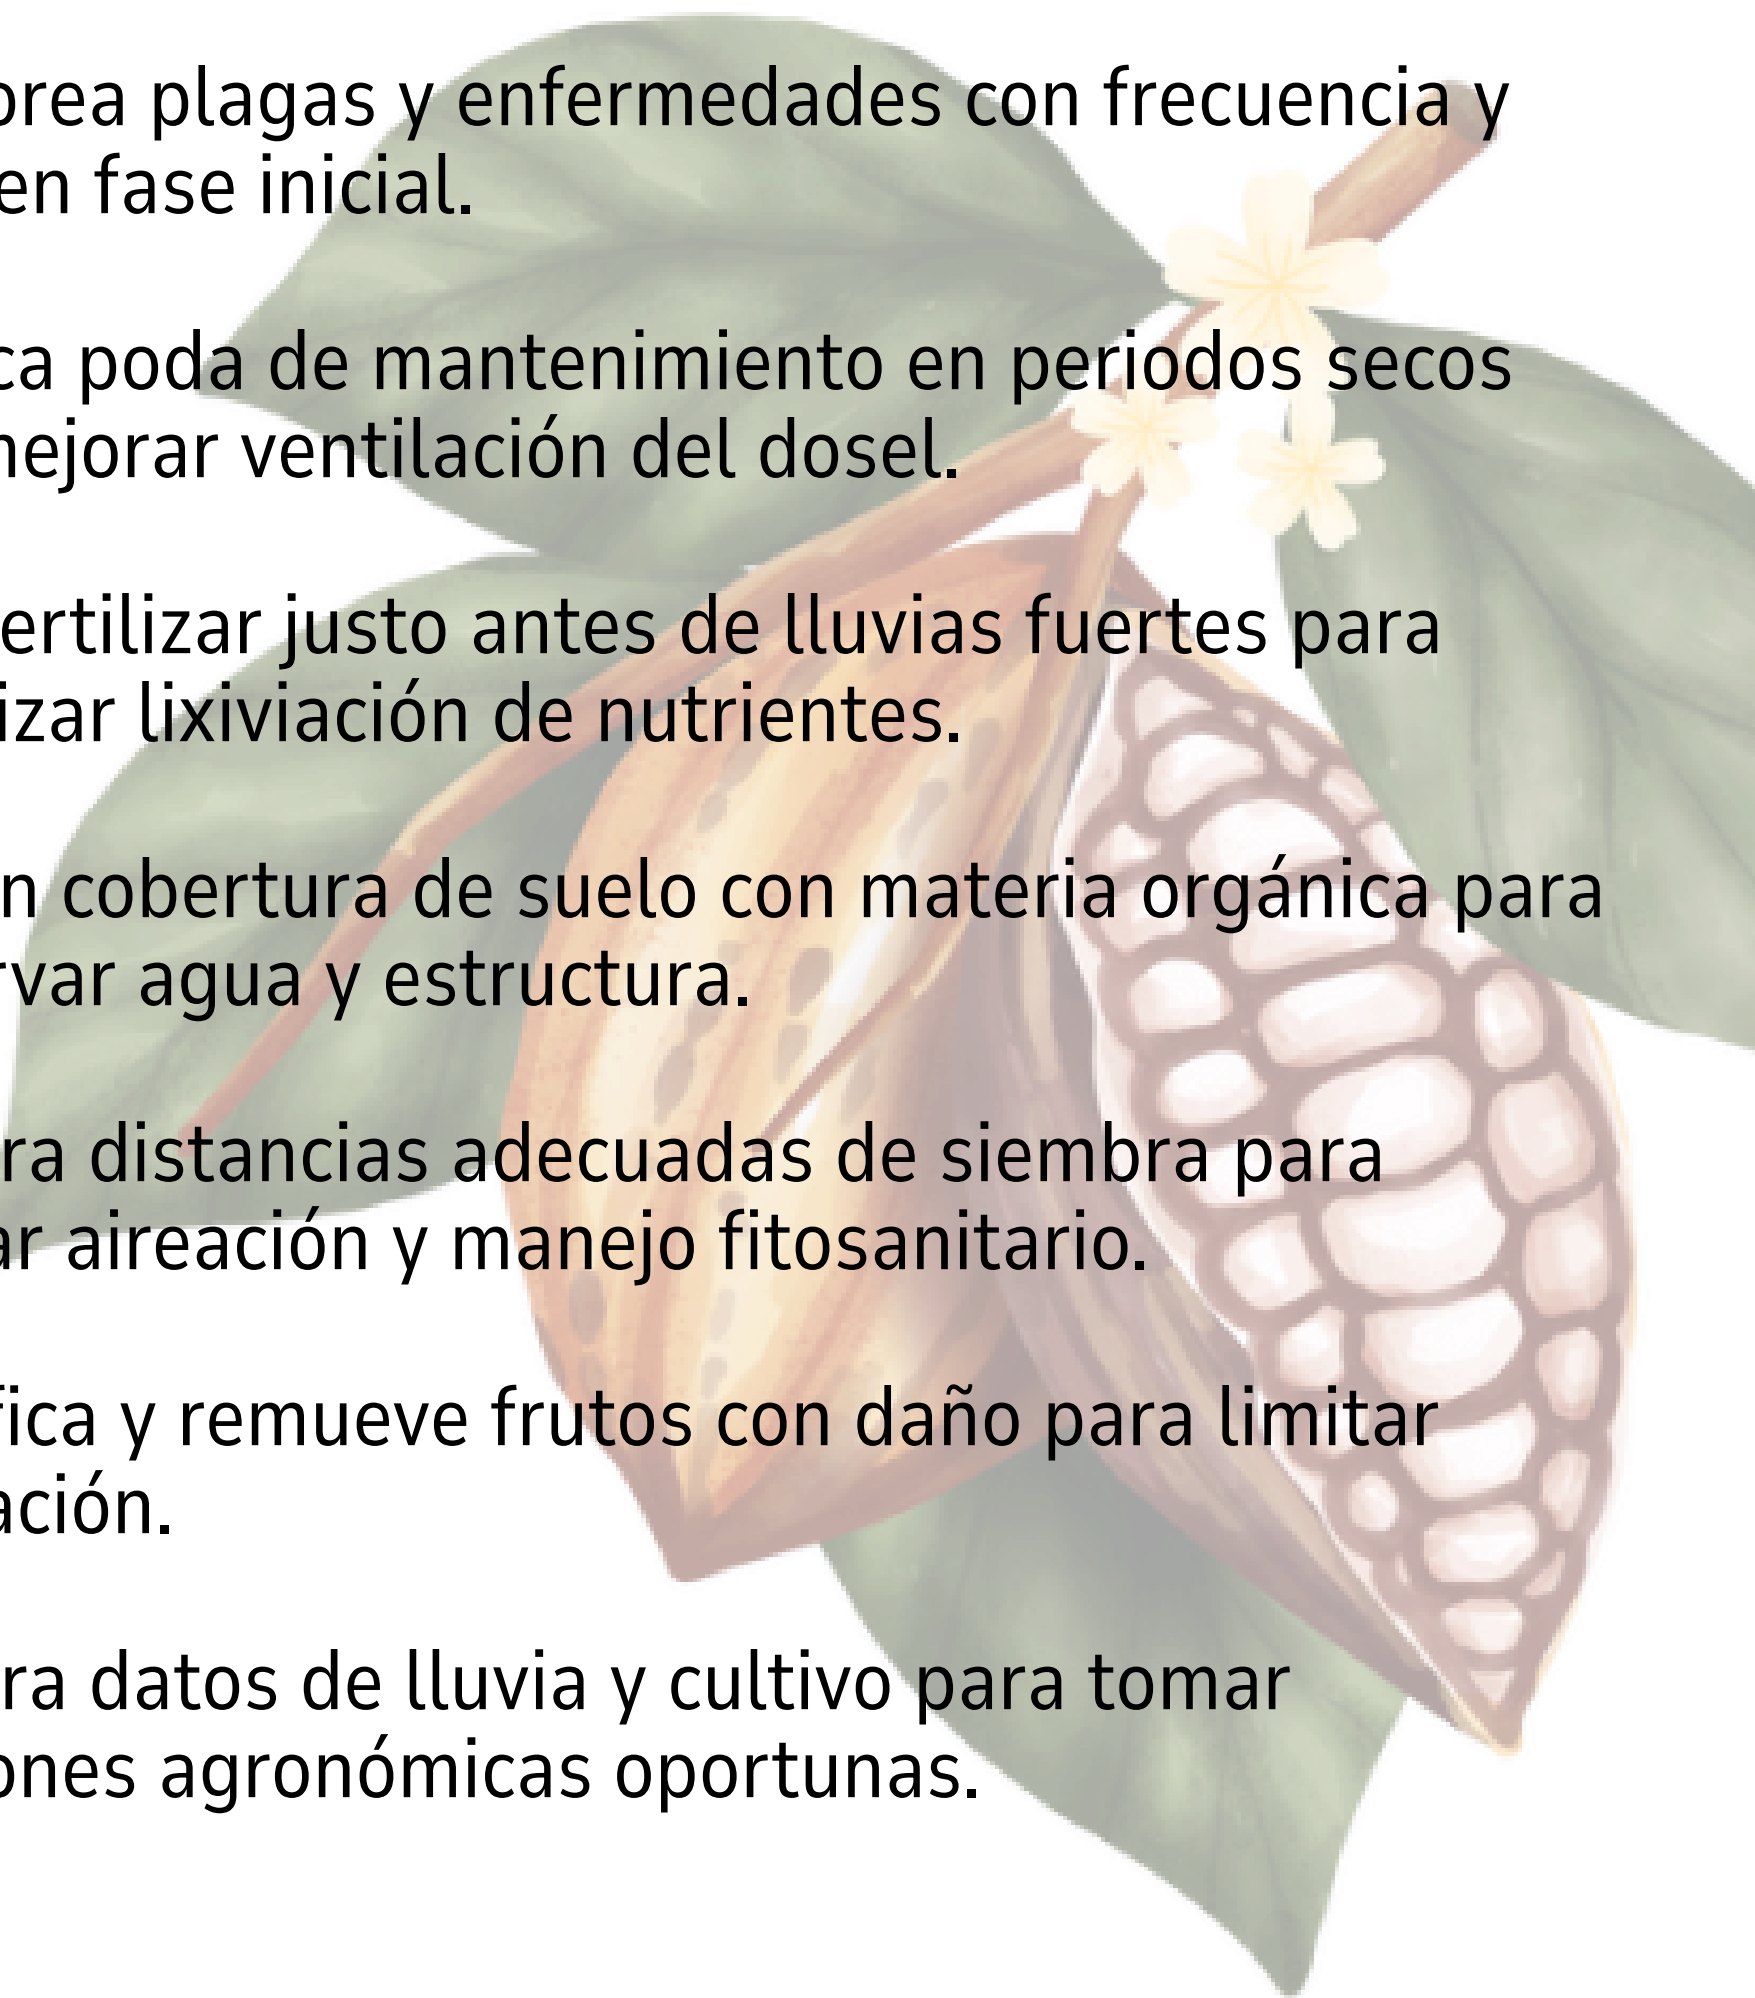 orea plagas y enfermedades con frecuencia y
en fase inicial.
ca poda de mantenimiento en periodos secos
mejorar ventilación del dosel.
ertilizar justo antes de lluvias fuertes para
izar lixiviación de nutrientes.
n cobertura de suelo con materia orgánica para
rvar agua y estructura.
ra distancias adecuadas de siembra para
ar aireación y manejo fitosanitario.
fica y remueve frutos con daño para limitar
ación.
ra datos de lluvia y cultivo para tomar
ones agronómicas oportunas.